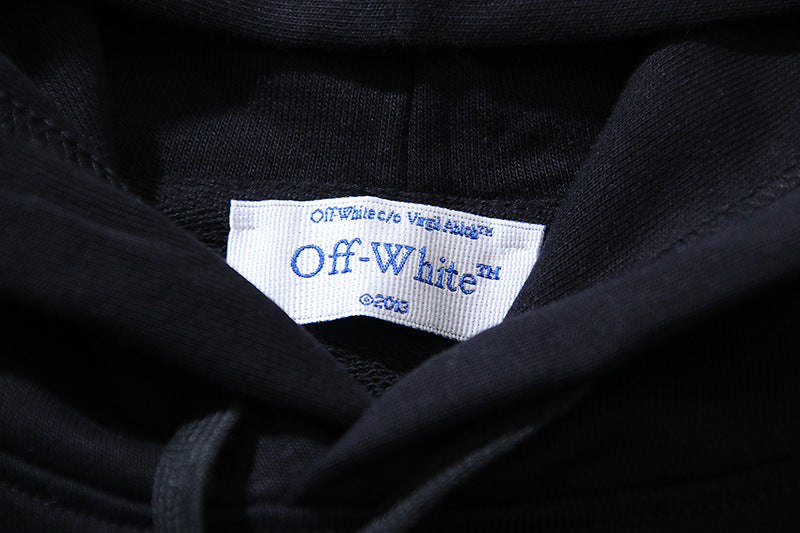 Off-White c/o Virgil Abloh™
Off-White™
©2013